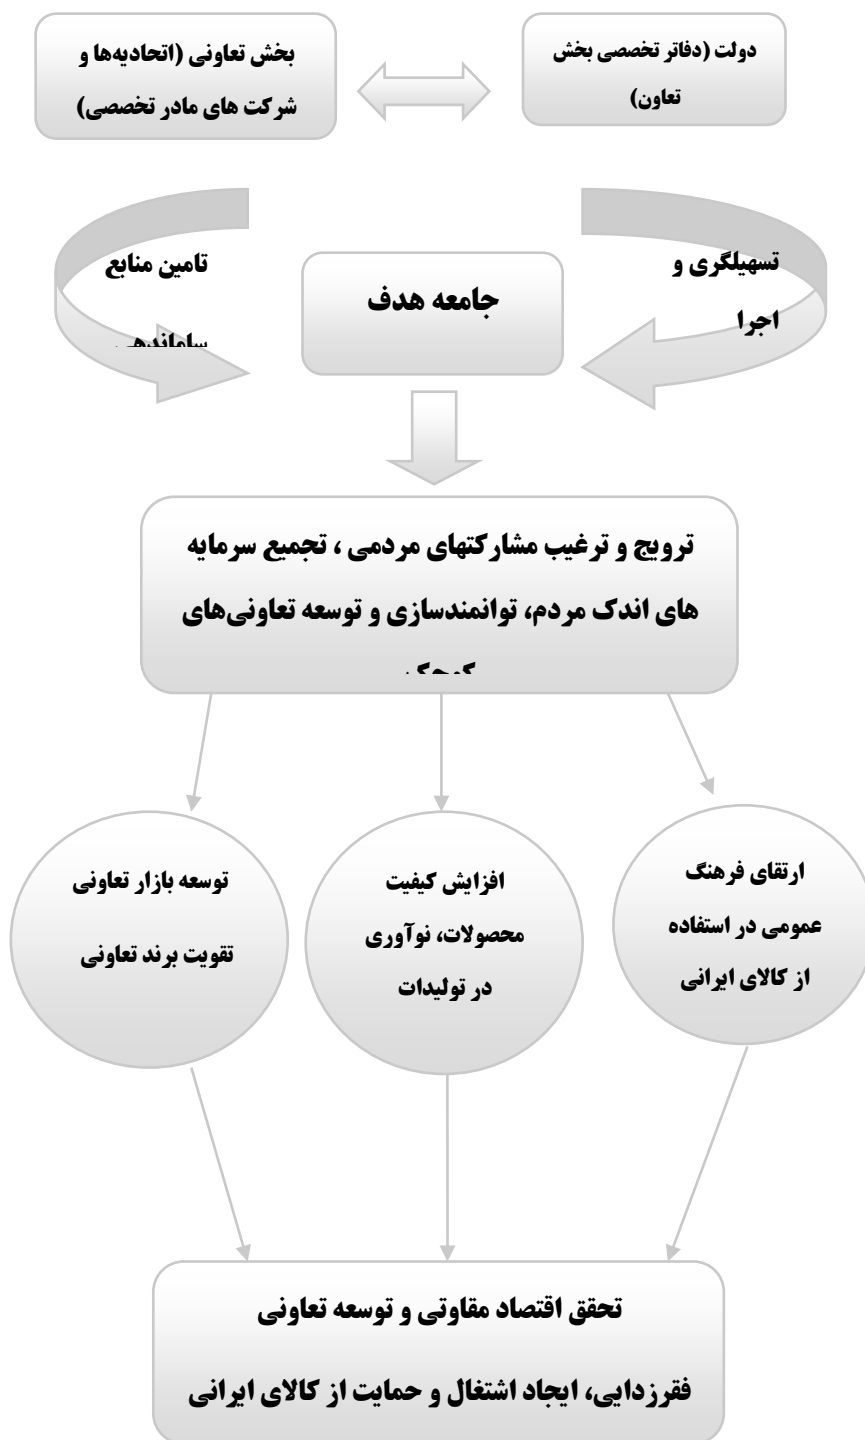 دولت (دفاتر تخصصی بخش
تعاون)
بخش تعاونی (اتحادیه‌ها و
شرکت های مادر تخصصی)
تسهیلگری و
اجرا
جامعه هدف
تامین منابع
ساماندهی
ترویج و ترغیب مشارکتهای مردمی ، تجمیع سرمایه
های اندک مردم، توانمندسازی و توسعه تعاونی‌های
کوچک
ارتقای فرهنگ
عمومی در استفاده
از کالای ایرانی
افزایش کیفیت
محصولات، نوآوری
در تولیدات
توسعه بازار تعاونی
تقویت برند تعاونی
تحقق اقتصاد مقاوتی و توسعه تعاونی
فقرزدایی، ایجاد اشتغال و حمایت از کالای ایرانی